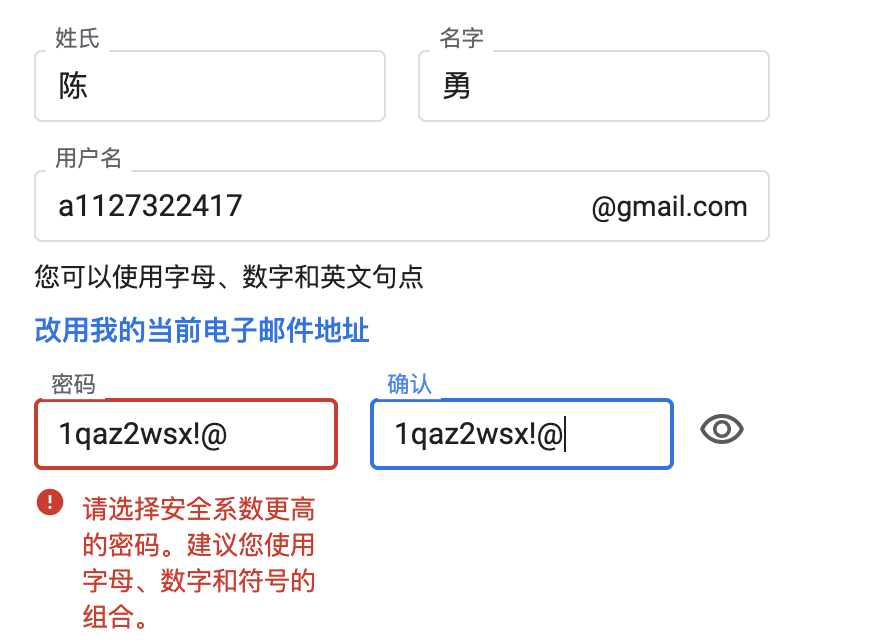 姓氏
名字
陈
勇
用户名
a1127322417
@gmail.com
您可以使用字母、数字和英文句点
改用我的当前电子邮件地址
密码
确认
1qaz2wsx!@
1qaz2wsx!@
请选择安全系数更高
的密码。建议您使用
字母、数字和符号的
组合。